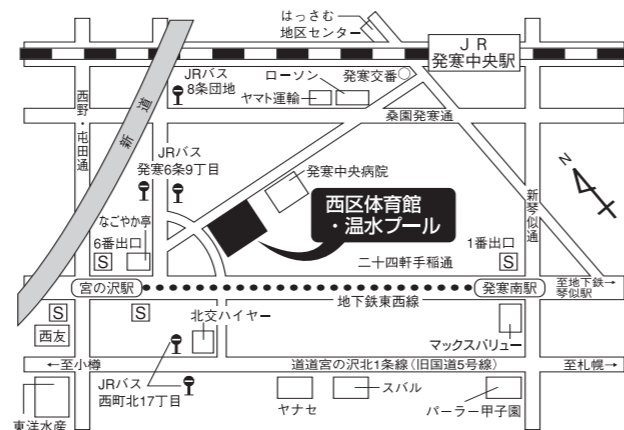 はっさむ
地区センター
JR
発寒中央駅
JRバス
8条団地
ローソン
ヤマト運輸
発寒交番
桑園発寒通
西野・屯田通
新道
JRバス
発寒6条9丁目
発寒中央病院
新琴似通
N
西区体育館
・温水プール
なごやか亭
6番出口
S
1番出口
S
二十四軒手稲通
宮の沢駅
発寒南駅
至地下鉄→
琴似駅
地下鉄東西線
S
S
西友
北交ハイヤー
マックスバリュー
←至小樽
道道宮の沢北1条線(旧国道5号線)
至札幌→
JRバス
西町北17丁目
東洋水産
ヤナセ
スバル
パーラー甲子園